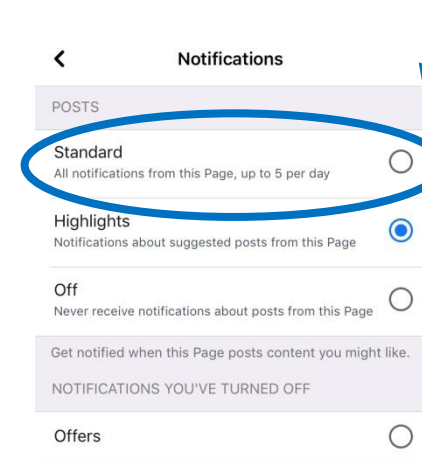 Notifications
POSTS
Standard
All notifications from this Page, up to 5 per day
Highlights
Notifications about suggested posts from this Page
Off
Never receive notifications about posts from this Page
Get notified when this Page posts content you might like.
NOTIFICATIONS YOU'VE TURNED OFF
Offers